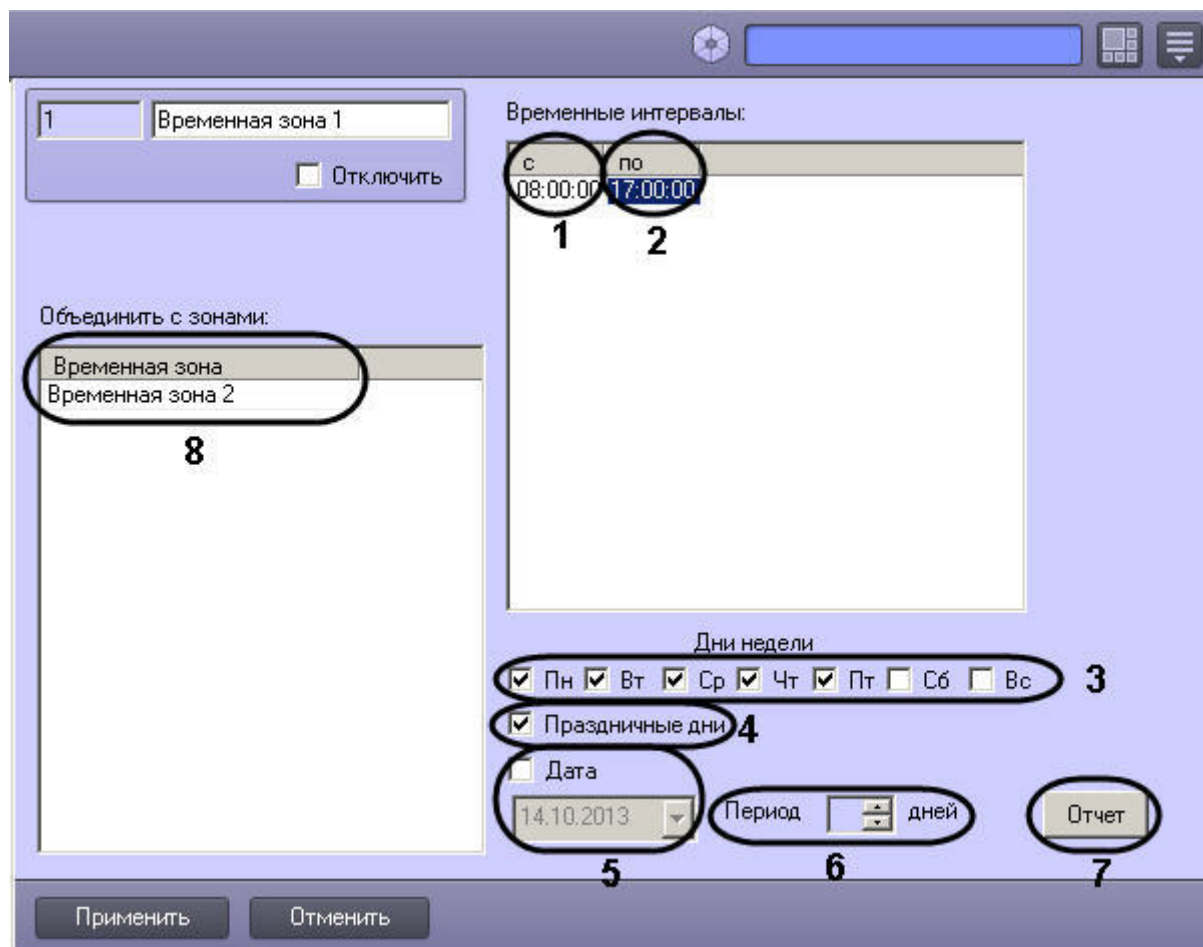 1 Временная зона 1
Отключить
Временные интервалы:
с по
08:00:00 17:00:00
1 2
Объединить с зонами:
Временная зона
Временная зона 2
8
Дни недели
Пн Вт Ср Чт Пт Сб Вс 3
Праздничные дни 4
Дата
14.10.2013 Период дней Отчет
5 6 7
Применить Отменить